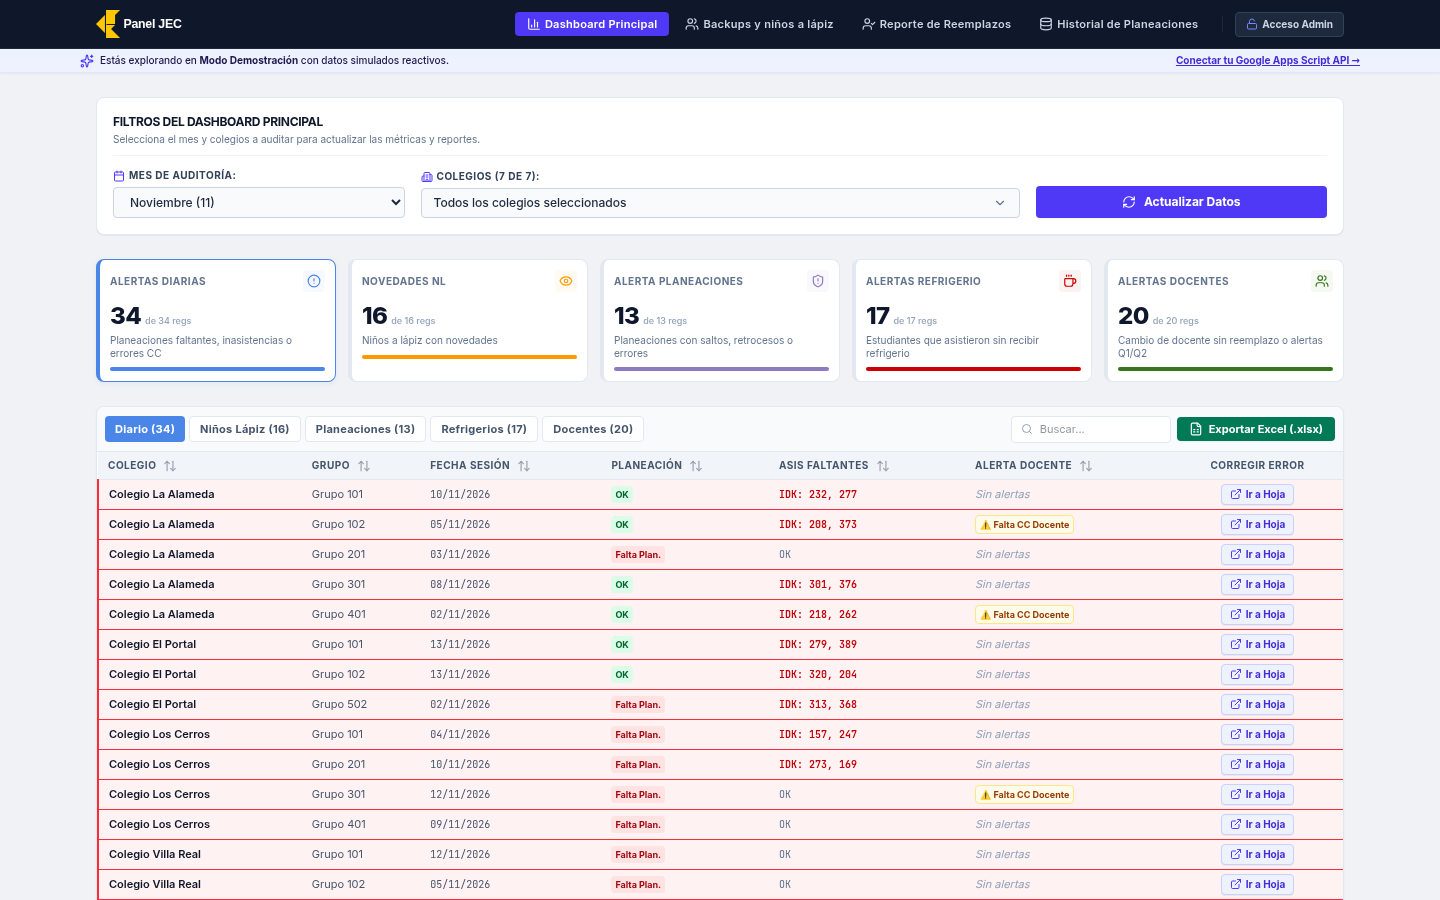 Panel JEC
Dashboard Principal
Backups y niños a lápiz
Reporte de Reemplazos
Historial de Planeaciones
Acceso Admin
Estás explorando en Modo Demostración con datos simulados reactivos.
Conectar tu Google Apps Script API →
FILTROS DEL DASHBOARD PRINCIPAL
Selecciona el mes y colegios a auditar para actualizar las métricas y reportes.
MES DE AUDITORÍA:
Noviembre (11)
COLEGIOS (7 DE 7):
Todos los colegios seleccionados
Actualizar Datos
ALERTAS DIARIAS
34 de 34 regs
Planeaciones faltantes, inasistencias o
errores CC
NOVEDADES NL
16 de 16 regs
Niños a lápiz con novedades
ALERTA PLANEACIONES
13 de 13 regs
Planeaciones con saltos, retrocesos o
errores
ALERTAS REFRIGERIO
17 de 17 regs
Estudiantes que asistieron sin recibir
refrigerio
ALERTAS DOCENTES
20 de 20 regs
Cambio de docente sin reemplazo o alertas
Q1/Q2
Diario (34) Niños Lápiz (16) Planeaciones (13) Refrigerios (17) Docentes (20)
Buscar...
Exportar Excel (.xlsx)
COLEGIO GRUPO FECHA SESIÓN PLANEACIÓN ASIS FALTANTES ALERTA DOCENTE CORREGIR ERROR
Colegio La Alameda Grupo 101 10/11/2026 OK IDK: 232, 277 Sin alertas Ir a Hoja
Colegio La Alameda Grupo 102 05/11/2026 OK IDK: 208, 373 ⚠️ Falta CC Docente Ir a Hoja
Colegio La Alameda Grupo 201 03/11/2026 Falta Plan. OK Sin alertas Ir a Hoja
Colegio La Alameda Grupo 301 08/11/2026 OK IDK: 301, 376 Sin alertas Ir a Hoja
Colegio La Alameda Grupo 401 02/11/2026 OK IDK: 218, 262 ⚠️ Falta CC Docente Ir a Hoja
Colegio El Portal Grupo 101 13/11/2026 OK IDK: 279, 389 Sin alertas Ir a Hoja
Colegio El Portal Grupo 102 13/11/2026 OK IDK: 320, 204 Sin alertas Ir a Hoja
Colegio El Portal Grupo 502 02/11/2026 Falta Plan. IDK: 313, 368 Sin alertas Ir a Hoja
Colegio Los Cerros Grupo 101 04/11/2026 Falta Plan. IDK: 157, 247 Sin alertas Ir a Hoja
Colegio Los Cerros Grupo 201 10/11/2026 Falta Plan. IDK: 273, 169 Sin alertas Ir a Hoja
Colegio Los Cerros Grupo 301 12/11/2026 Falta Plan. OK ⚠️ Falta CC Docente Ir a Hoja
Colegio Los Cerros Grupo 401 09/11/2026 Falta Plan. OK Sin alertas Ir a Hoja
Colegio Villa Real Grupo 101 12/11/2026 Falta Plan. OK Sin alertas Ir a Hoja
Colegio Villa Real Grupo 102 05/11/2026 Falta Plan. OK Sin alertas Ir a Hoja